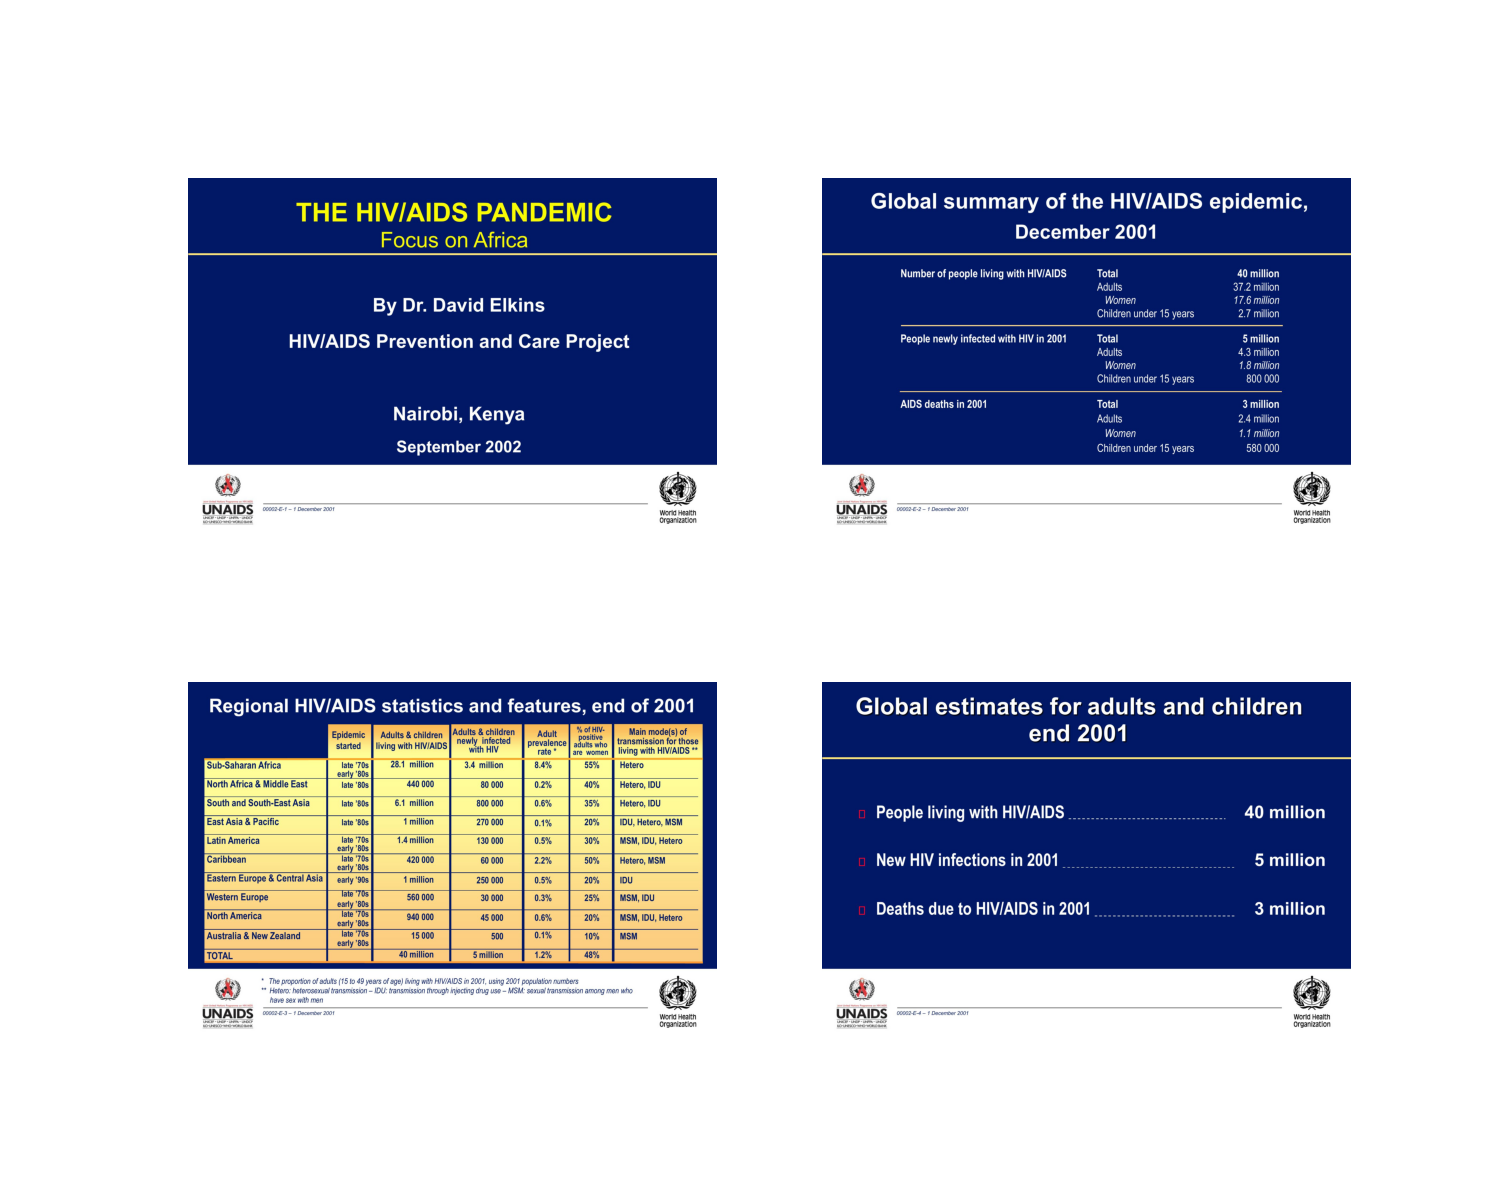 THE HIV/AIDS PANDEMIC
Focus on Africa
By Dr. David Elkins
HIV/AIDS Prevention and Care Project
Nairobi, Kenya
September 2002
UNAIDS
00002-E-1 – 1 December 2001
World Health
Organization
Global summary of the HIV/AIDS epidemic,
December 2001
Number of people living with HIV/AIDS Total 40 million
Adults 37.2 million
Women 17.6 million
Children under 15 years 2.7 million
People newly infected with HIV in 2001 Total 5 million
Adults 4.3 million
Women 1.8 million
Children under 15 years 800 000
AIDS deaths in 2001 Total 3 million
Adults 2.4 million
Women 1.1 million
Children under 15 years 580 000
UNAIDS
00002-E-2 – 1 December 2001
World Health
Organization
Regional HIV/AIDS statistics and features, end of 2001
Epidemic started Adults & children living with HIV/AIDS Adults & children newly infected with HIV Adult prevalence rate * % of HIV-positive adults who are women Main mode(s) of transmission for those living with HIV/AIDS **
Sub-Saharan Africa late '70s early '80s 28.1 million 3.4 million 8.4% 55% Hetero
North Africa & Middle East late '80s 440 000 80 000 0.2% 40% Hetero, IDU
South and South-East Asia late '80s 6.1 million 800 000 0.6% 35% Hetero, IDU
East Asia & Pacific late '80s 1 million 270 000 0.1% 20% IDU, Hetero, MSM
Latin America late '70s early '80s 1.4 million 130 000 0.5% 30% MSM, IDU, Hetero
Caribbean late '70s early '80s 420 000 60 000 2.2% 50% Hetero, MSM
Eastern Europe & Central Asia early '90s 1 million 250 000 0.5% 20% IDU
Western Europe late '70s early '80s 560 000 30 000 0.3% 25% MSM, IDU
North America late '70s early '80s 940 000 45 000 0.6% 20% MSM, IDU, Hetero
Australia & New Zealand late '70s early '80s 15 000 500 0.1% 10% MSM
TOTAL 40 million 5 million 1.2% 48%
* The proportion of adults (15 to 49 years of age) living with HIV/AIDS in 2001, using 2001 population numbers
** Hetero: heterosexual transmission – IDU: transmission through injecting drug use – MSM: sexual transmission among men who
have sex with men
UNAIDS
00002-E-3 – 1 December 2001
World Health
Organization
Global estimates for adults and children
end 2001
People living with HIV/AIDS 40 million
New HIV infections in 2001 5 million
Deaths due to HIV/AIDS in 2001 3 million
UNAIDS
00002-E-4 – 1 December 2001
World Health
Organization